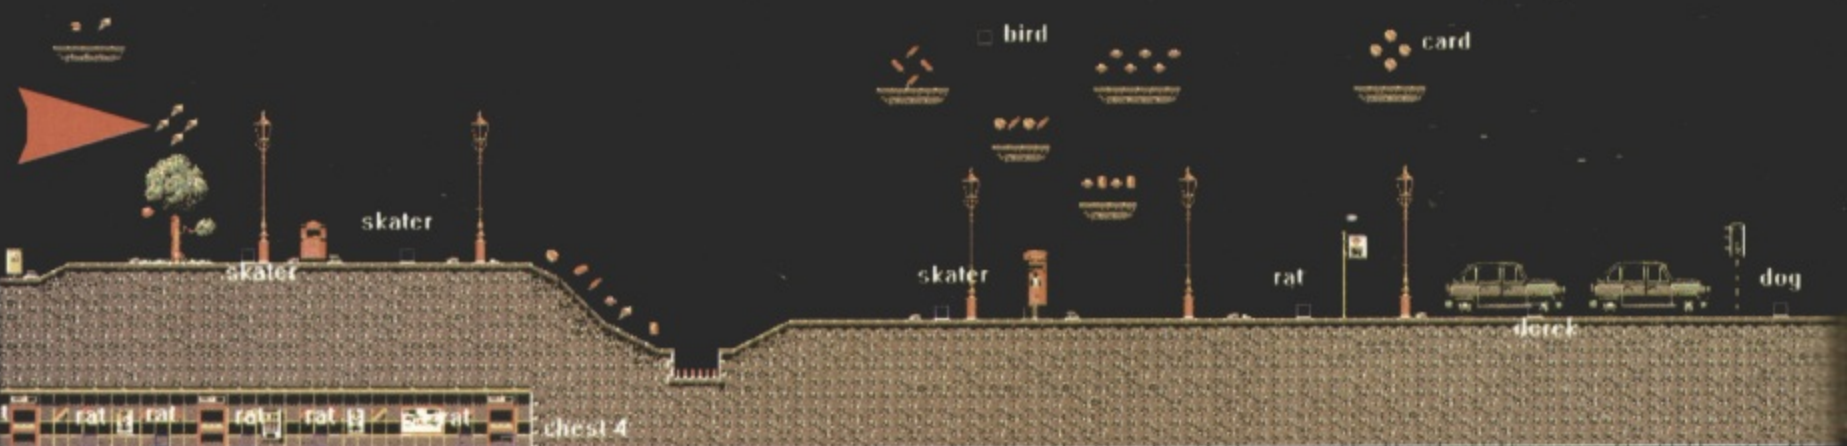 bird
card
skater
skater
skater
rat
dog
derek
rat
rat
rat
rat
rat
chest 4